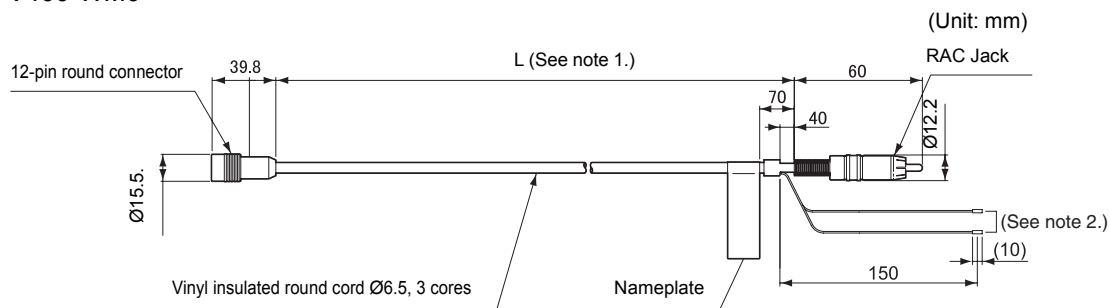 (Unit: mm)
12-pin round connector
39.8
L (See note 1.)
60
RAC Jack
70
40
Ø12.2
Ø15.5.
(See note 2.)
(10)
150
Vinyl insulated round cord Ø6.5, 3 cores
Nameplate